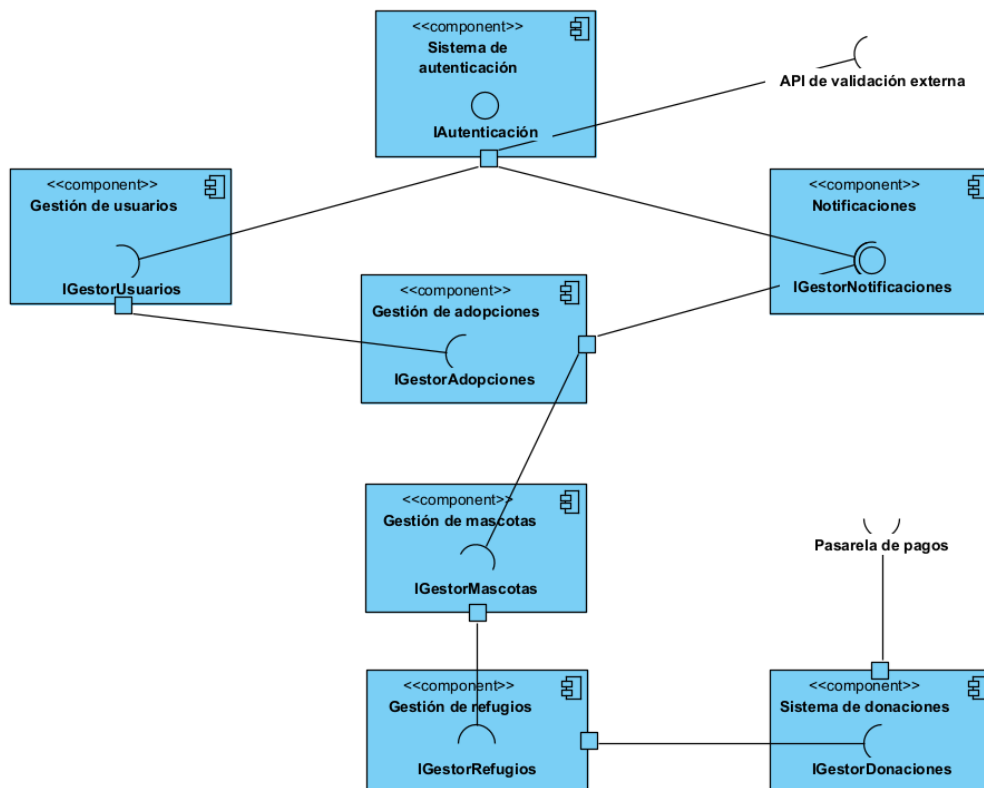 <<component>>
Sistema de
autenticación
IAutenticación
API de validación externa
<<component>>
Gestión de usuarios
IGestorUsuarios
<<component>>
Notificaciones
IGestorNotificaciones
<<component>>
Gestión de adopciones
IGestorAdopciones
<<component>>
Gestión de mascotas
IGestorMascotas
Pasarela de pagos
<<component>>
Gestión de refugios
IGestorRefugios
<<component>>
Sistema de donaciones
IGestorDonaciones